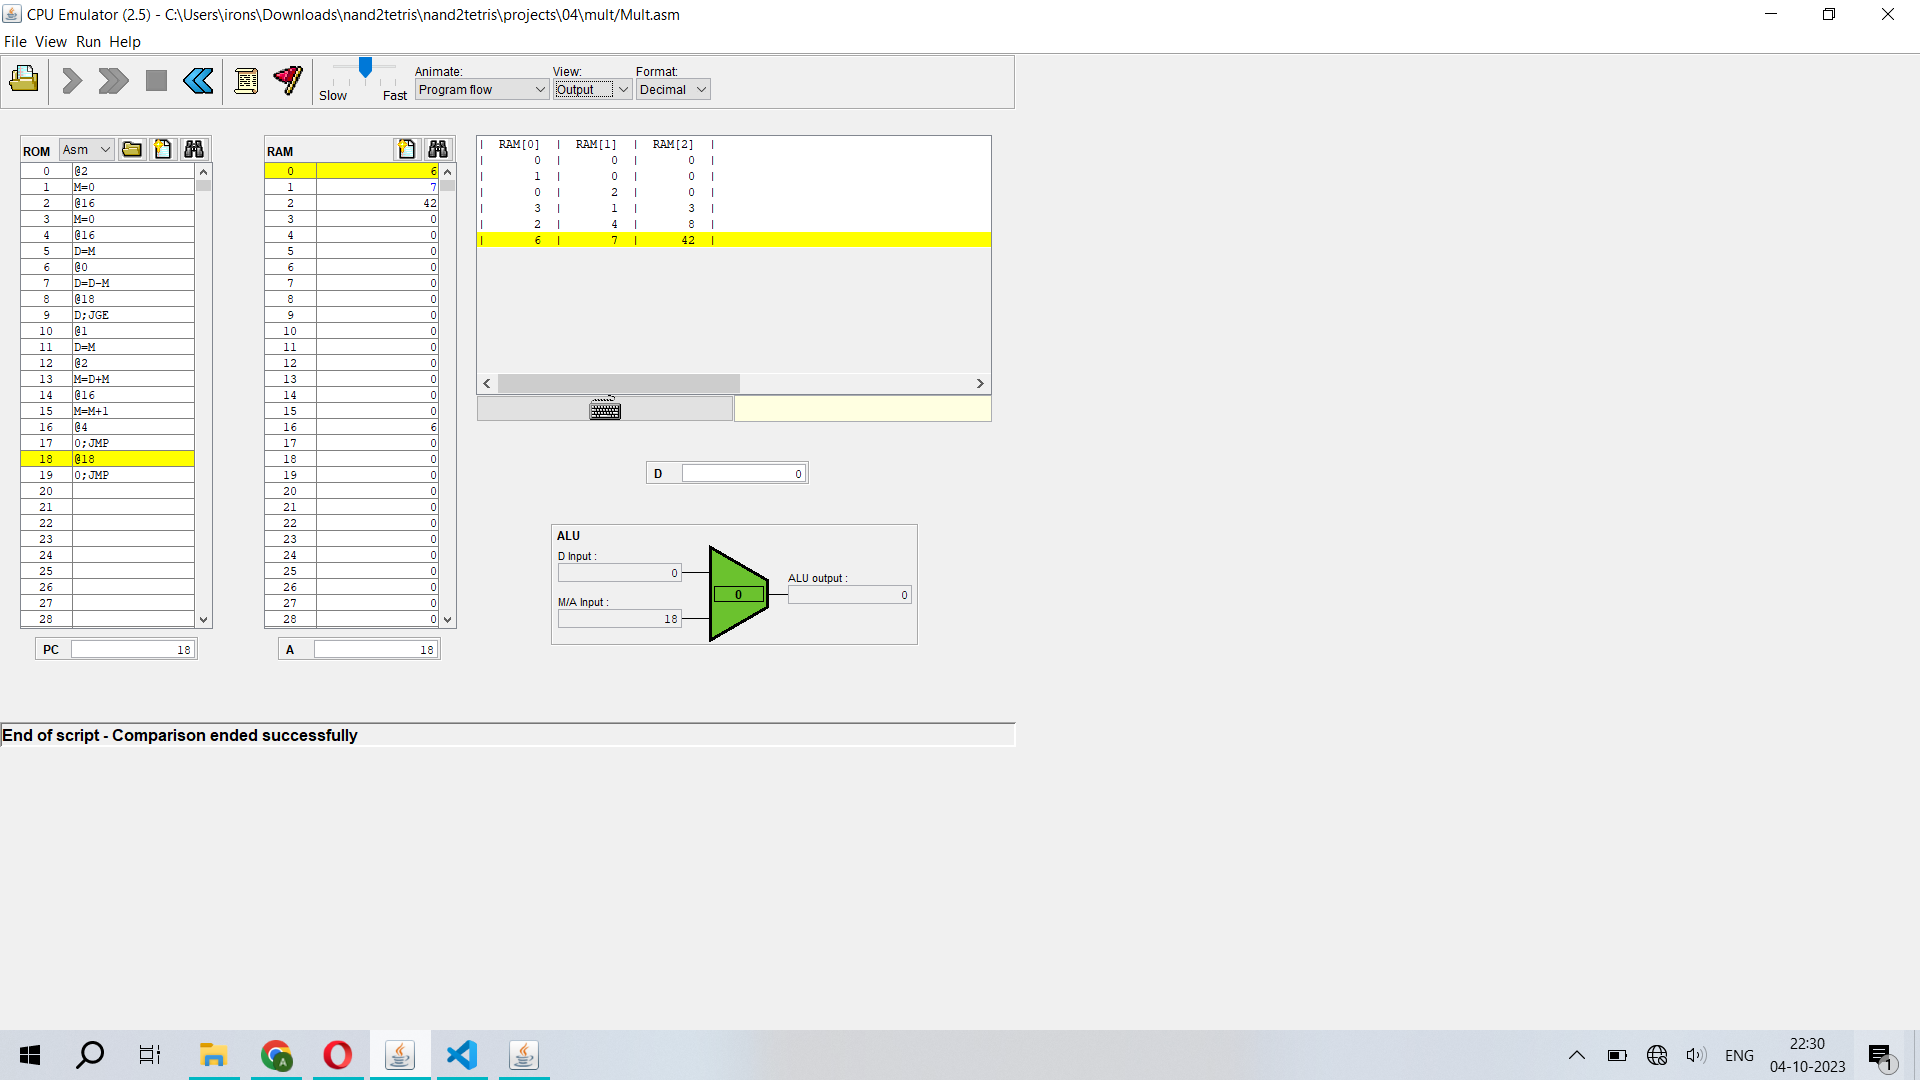 CPU Emulator (2.5) - C:\Users\irons\Downloads\nand2tetris\nand2tetris\projects\04\mult/Mult.asm
File View Run Help
Animate: View: Format:
Slow Fast Program flow Output Decimal
ROM Asm
0 @2
1 M=0
2 @16
3 M=0
4 @16
5 D=M
6 @0
7 D=D-M
8 @18
9 D;JGE
10 @1
11 D=M
12 @2
13 M=D+M
14 @16
15 M=M+1
16 @4
17 0;JMP
18 @18
19 0;JMP
20
21
22
23
24
25
26
27
28
PC 18
RAM
0 6
1 7
2 42
3 0
4 0
5 0
6 0
7 0
8 0
9 0
10 0
11 0
12 0
13 0
14 0
15 0
16 6
17 0
18 0
19 0
20 0
21 0
22 0
23 0
24 0
25 0
26 0
27 0
28 0
A 18
| RAM[0] | RAM[1] | RAM[2] |
| 0 | 0 | 0 |
| 1 | 0 | 0 |
| 0 | 2 | 0 |
| 3 | 1 | 3 |
| 2 | 4 | 8 |
| 6 | 7 | 42 |
D 0
ALU
D Input :
0
M/A Input :
18
0
ALU output :
0
End of script - Comparison ended successfully
ENG
22:30
04-10-2023
1